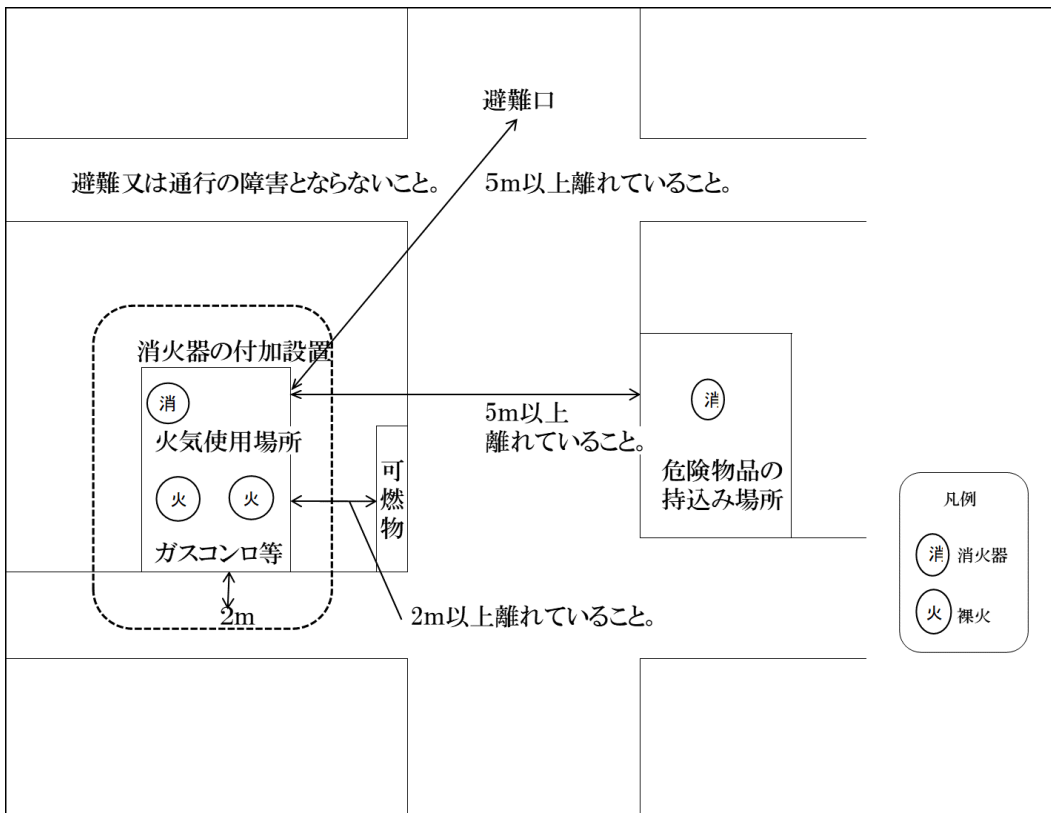 避難口
避難又は通行の障害とならないこと。
5m以上離れていること。
消火器の付加設置
消
火気使用場所
火
火
ガスコンロ等
2m
可
燃
物
5m以上
離れていること。
2m以上離れていること。
消
危険物品の
持込み場所
凡例
消
消火器
火
裸火